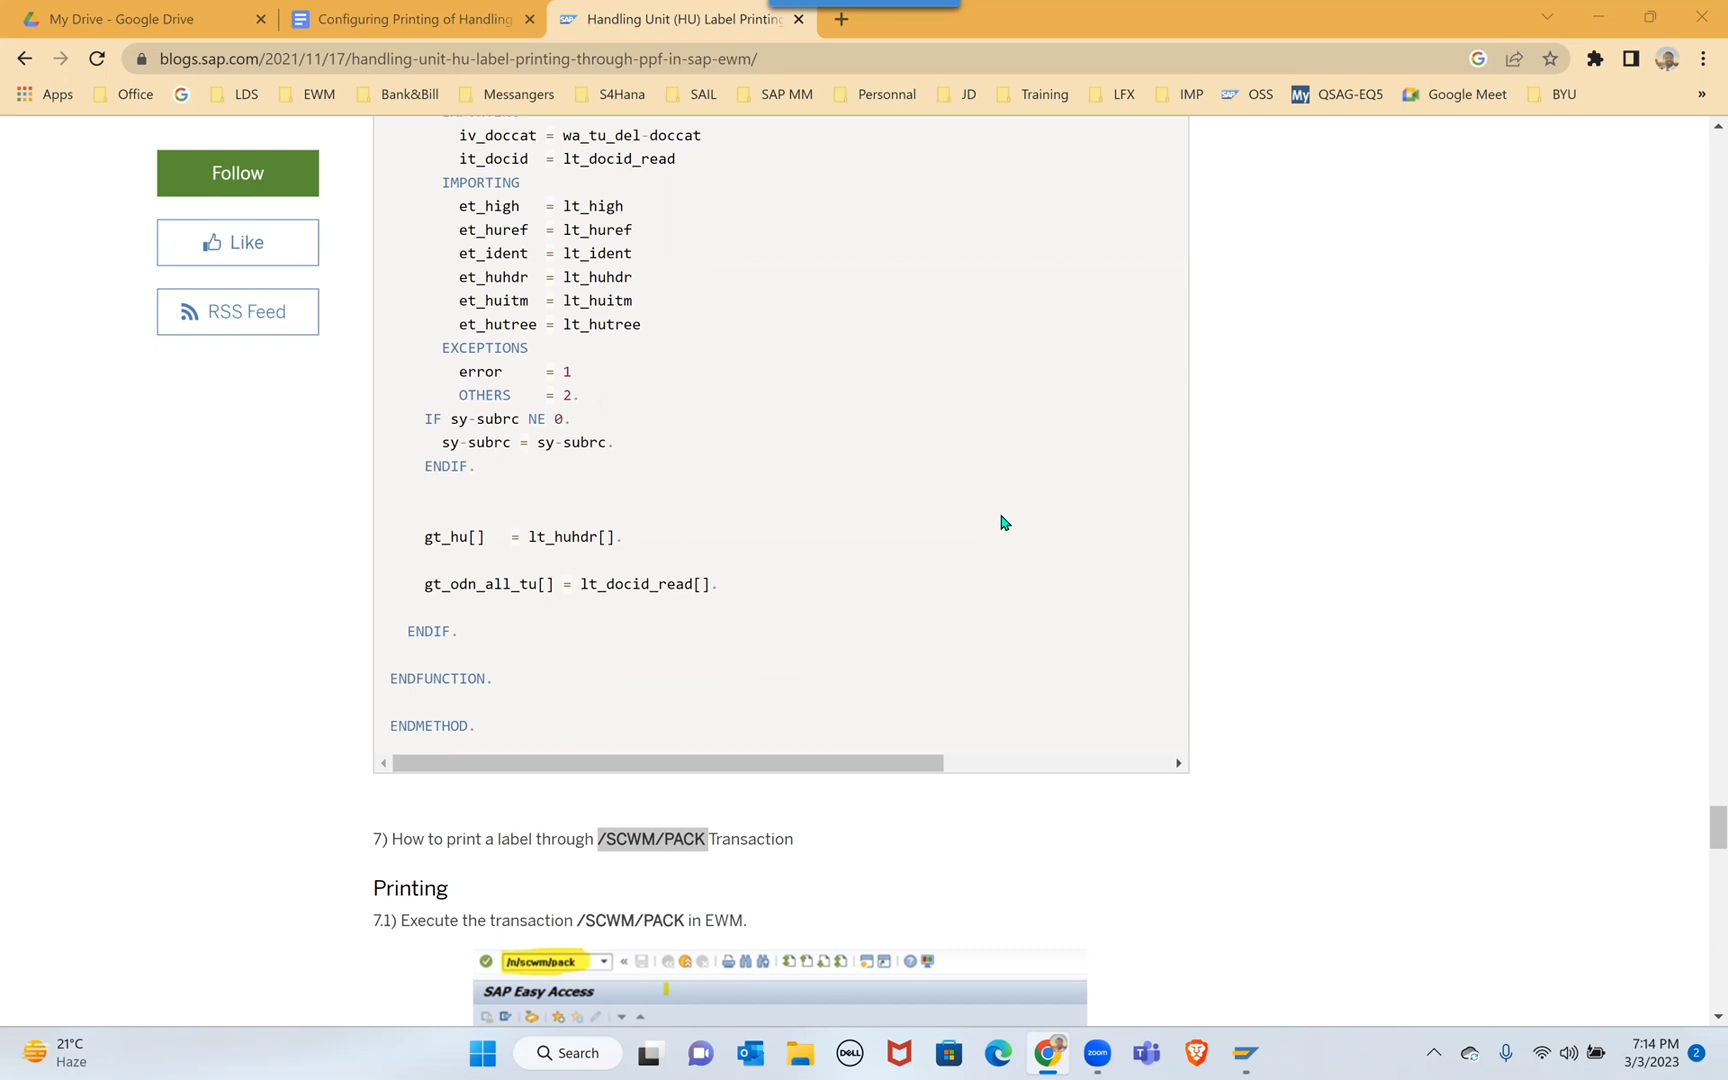 My Drive - Google Drive
Configuring Printing of Handling
Handling Unit (HU) Label Printing
blogs.sap.com/2021/11/17/handling-unit-hu-label-printing-through-ppf-in-sap-ewm/
Apps Office LDS EWM Bank&Bill Messangers S4Hana SAIL SAP MM Personnal JD Training LFX IMP OSS My QSAG-EQ5 Google Meet BYU »
Follow
Like
RSS Feed
iv_doccat = wa_tu_del-doccat
it_docid = lt_docid_read
IMPORTING
et_high = lt_high
et_huref = lt_huref
et_ident = lt_ident
et_huhdr = lt_huhdr
et_huitm = lt_huitm
et_hutree = lt_hutree
EXCEPTIONS
error = 1
OTHERS = 2.
IF sy-subrc NE 0.
sy-subrc = sy-subrc.
ENDIF.
gt_hu[] = lt_huhdr[].
gt_odn_all_tu[] = lt_docid_read[].
ENDIF.
ENDFUNCTION.
ENDMETHOD.
7) How to print a label through /SCWM/PACK Transaction
Printing
7.1) Execute the transaction /SCWM/PACK in EWM.
/n/scwm/pack
SAP Easy Access
21°C
Haze
Search
DELL
zoom
7:14 PM
3/3/2023
2